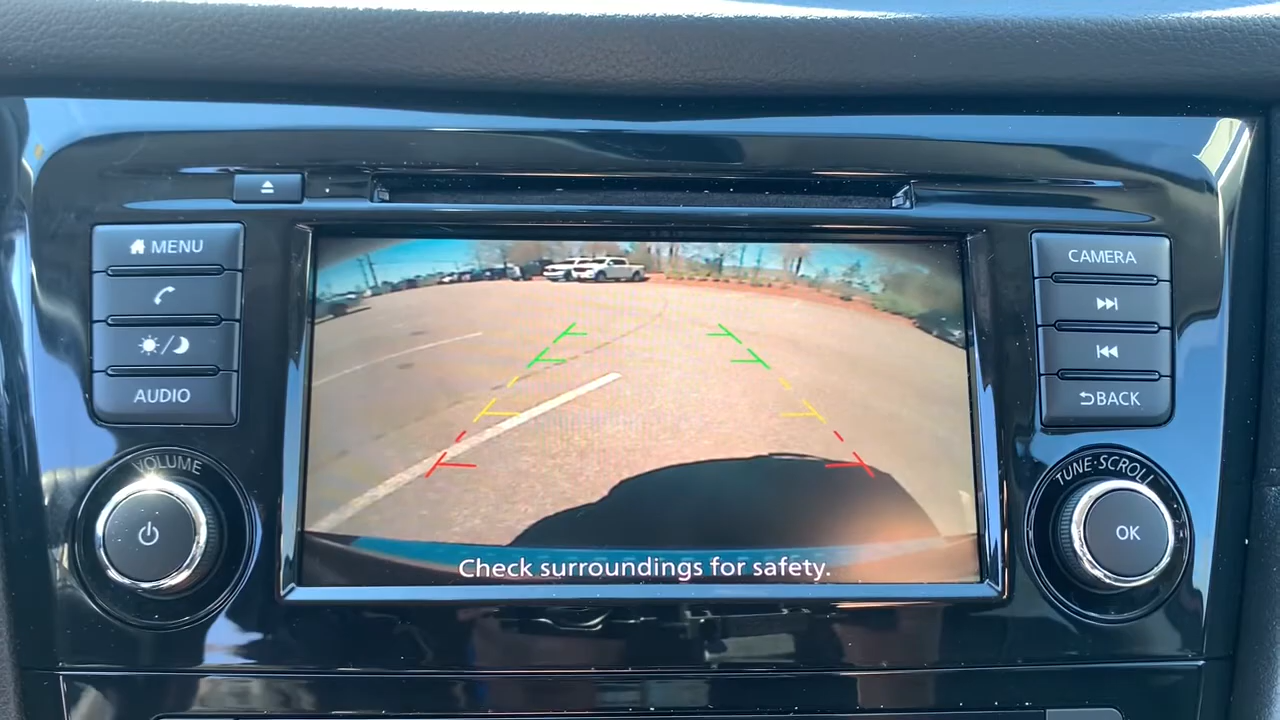 MENU
AUDIO
VOLUME
CAMERA
BACK
TUNE·SCROLL
OK
Check surroundings for safety.